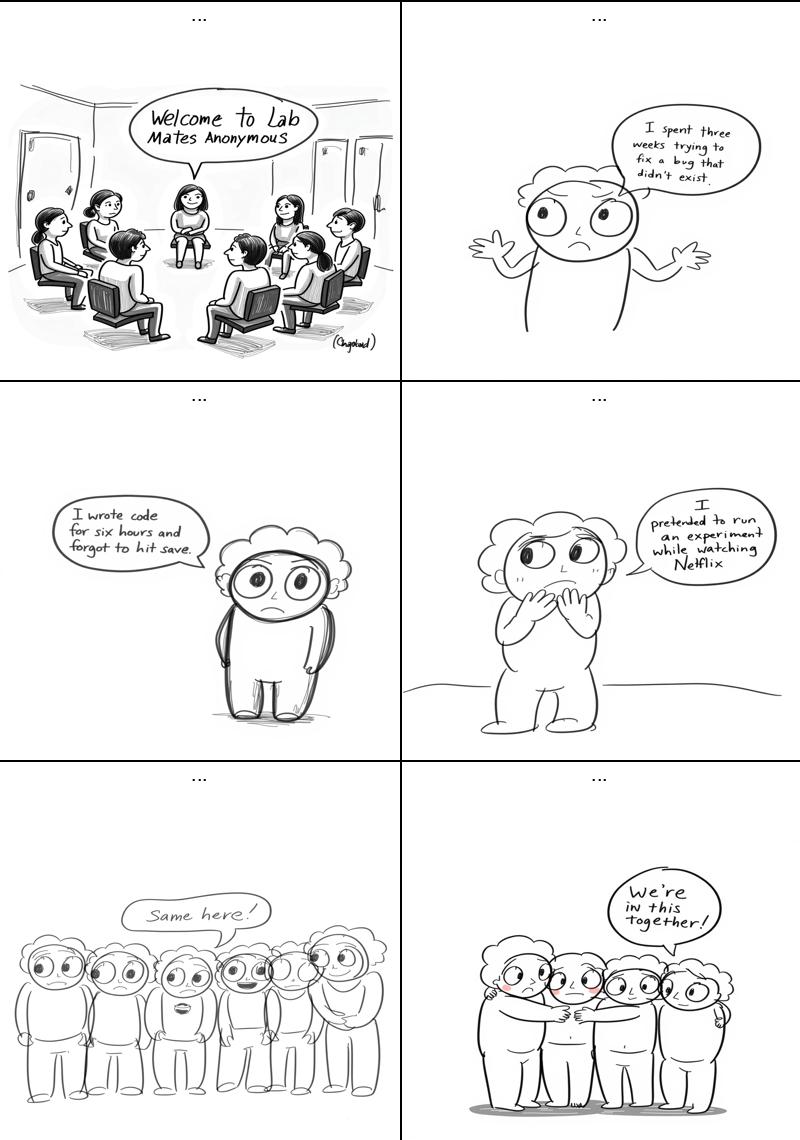 ...
...
Welcome to Lab
Mates Anonymous
I spent three
weeks trying to
fix a bug that
didn't exist.
...
...
I wrote code
for six hours and
forgot to hit save.
I
pretended to run
an experiment
while watching
Netflix
...
...
Same here!
We're
in this
together!